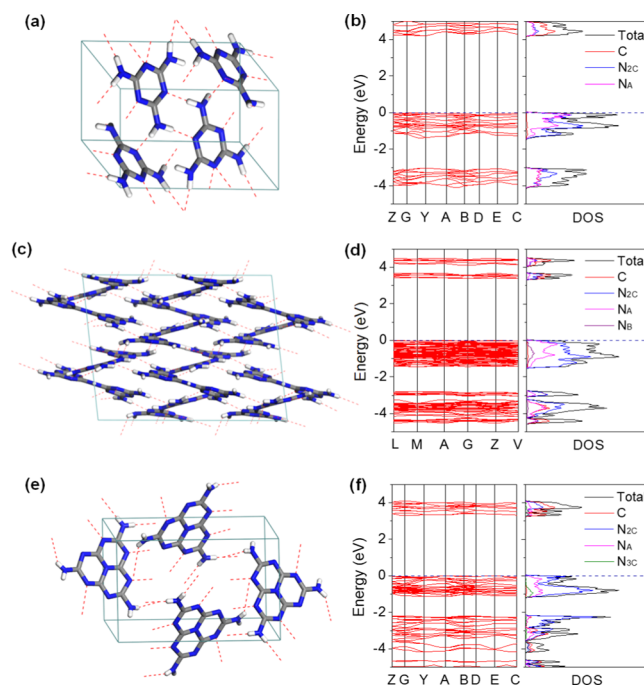 (a)
(b)
Energy (eV)
4
2
0
-2
-4
Z G Y A B D E C
DOS
Tota
C
N2C
NA
(c)
(d)
Energy (eV)
4
2
0
-2
-4
L M A G Z V
DOS
Tota
C
N2C
NA
NB
(e)
(f)
Energy (eV)
4
2
0
-2
-4
Z G Y A B D E C
DOS
Tota
C
N2C
NA
N3C